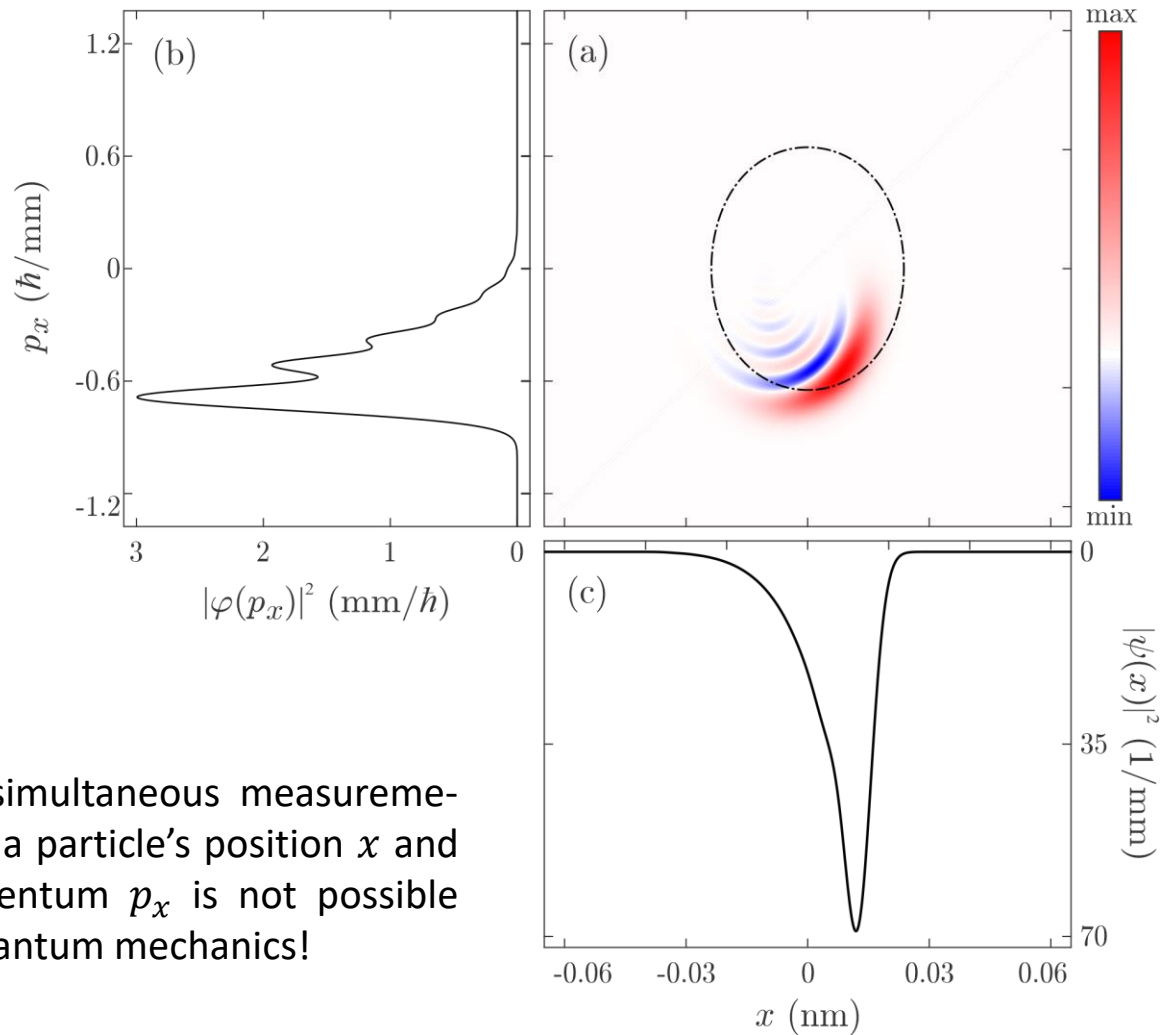 max
(b)
(a)
1.2
0.6
0
-0.6
-1.2
p_x (ℏ/mm)
min
3 2 1 0
|φ(p_x)|² (mm/ℏ)
(c)
0
35
70
|ψ(x)|² (1/mm)
simultaneous measureme-
a particle’s position x and
entum p_x is not possible
antum mechanics!
-0.06 -0.03 0 0.03 0.06
x (nm)